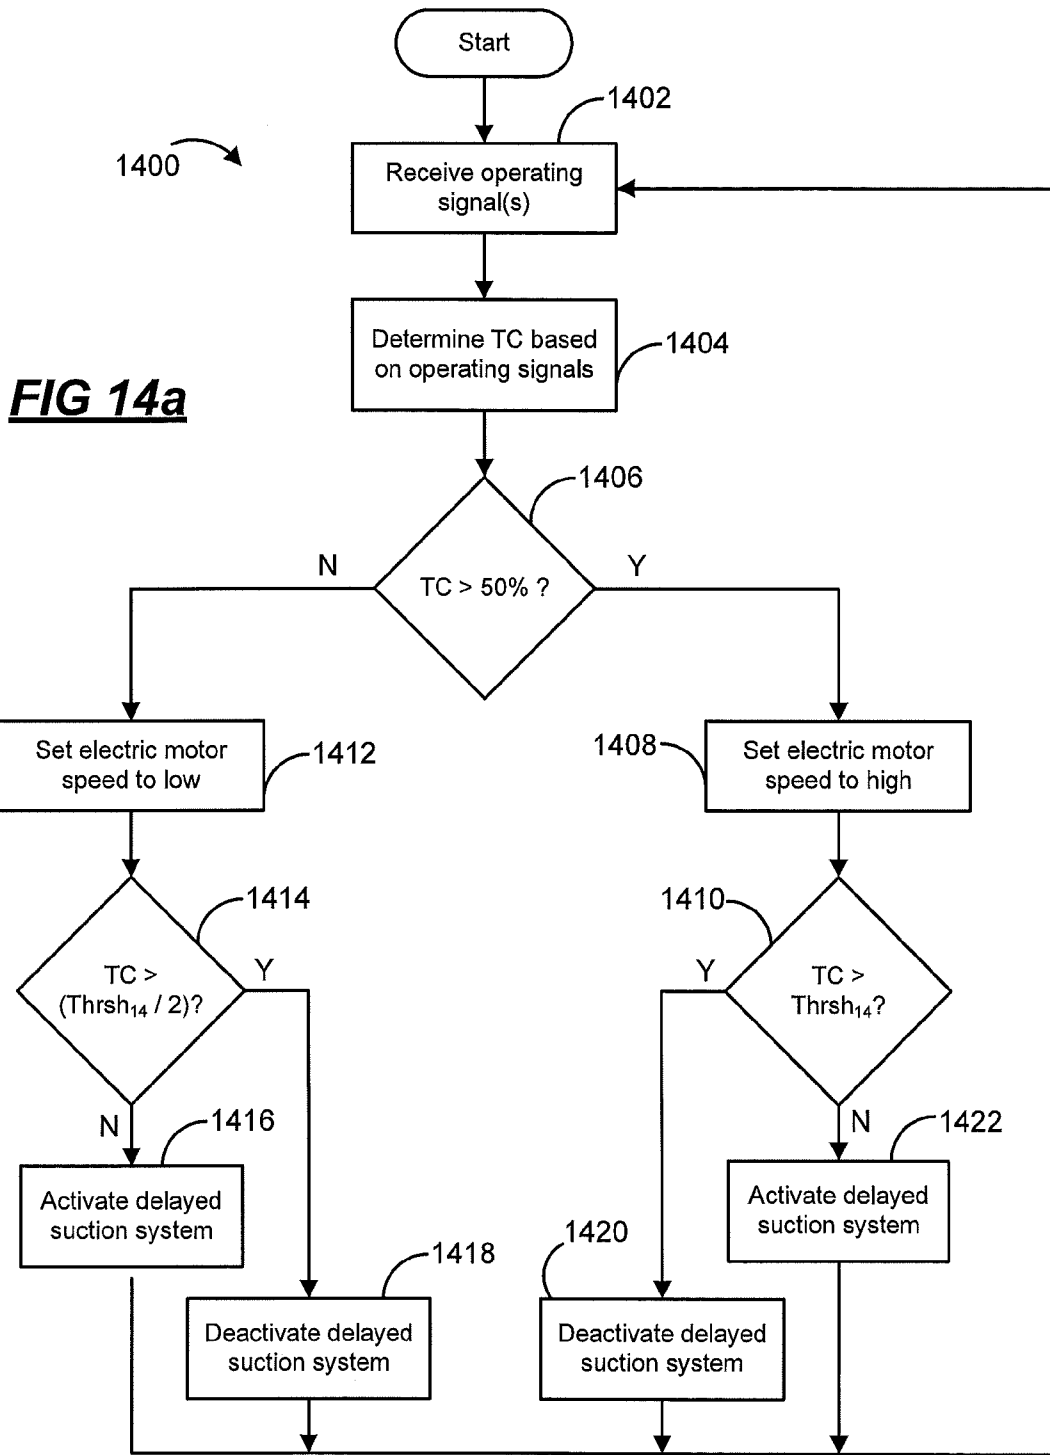 Start
1402
1400
Receive operating
signal(s)
Determine TC based
on operating signals
1404
FIG 14a
1406
N
Y
TC > 50% ?
Set electric motor
speed to low
1412
1408
Set electric motor
speed to high
1414
1410
TC >
(Thrsh₁₄ / 2)?
Y
Y
TC >
Thrsh₁₄?
N
1416
N
1422
Activate delayed
suction system
Activate delayed
suction system
1418
1420
Deactivate delayed
suction system
Deactivate delayed
suction system